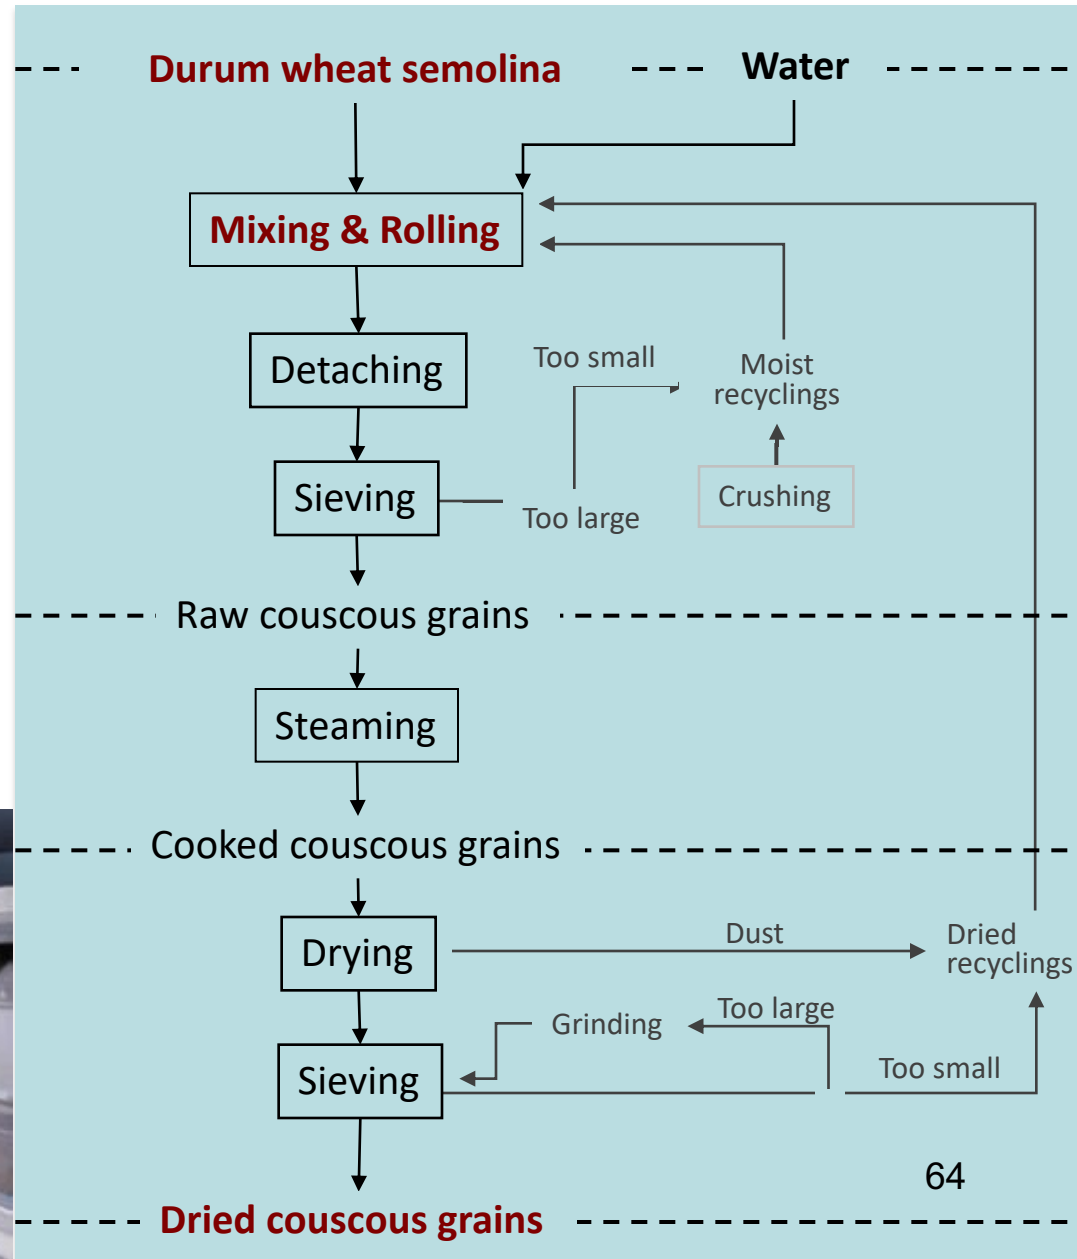 Durum wheat semolina
Water
Mixing & Rolling
Detaching
Too small
Moist
recyclings
Sieving
Too large
Crushing
Raw couscous grains
Steaming
Cooked couscous grains
Drying
Dust
Dried
recyclings
Grinding
Too large
Sieving
Too small
64
Dried couscous grains